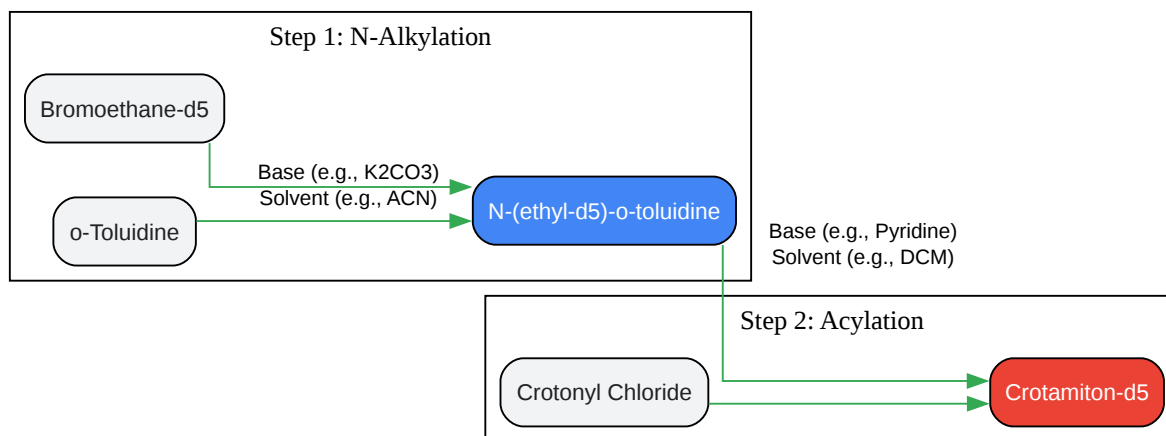 Step 1: N-Alkylation
Bromoethane-d5
Base (e.g., K2CO3)
Solvent (e.g., ACN)
o-Toluidine
N-(ethyl-d5)-o-toluidine
Base (e.g., Pyridine)
Solvent (e.g., DCM)
Step 2: Acylation
Crotonyl Chloride
Crotamiton-d5